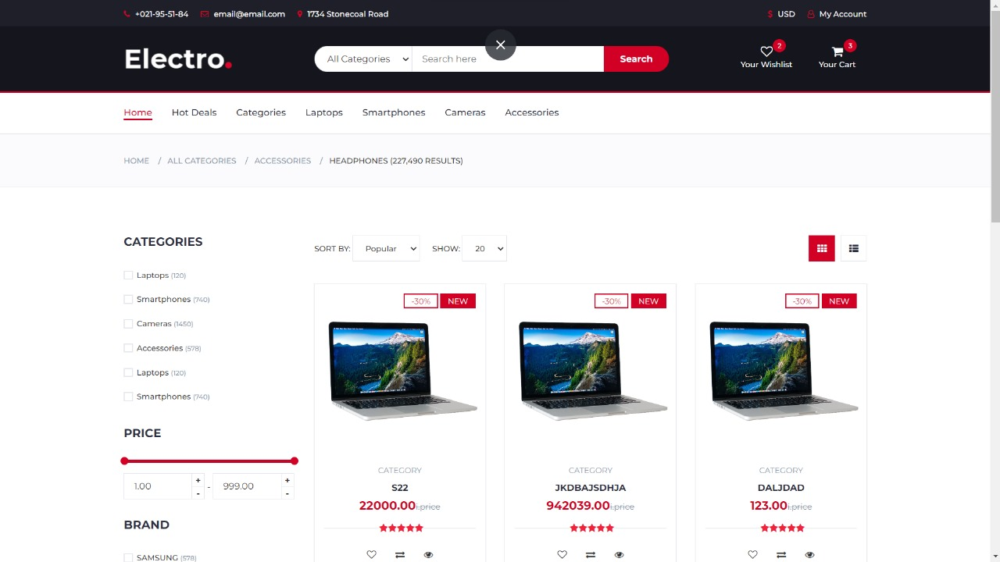 +021-95-51-84 email@email.com 1734 Stonecoal Road $ USD My Account
Electro.
All Categories Search here Search
2
Your Wishlist
3
Your Cart
Home Hot Deals Categories Laptops Smartphones Cameras Accessories
HOME / ALL CATEGORIES / ACCESSORIES / HEADPHONES (227,490 RESULTS)
CATEGORIES
Laptops (120)
Smartphones (740)
Cameras (1450)
Accessories (578)
Laptops (120)
Smartphones (740)
PRICE
1.00 + - - 999.00 + -
BRAND
SAMSUNG (578)
SORT BY: Popular SHOW: 20
-30% NEW
CATEGORY
S22
22000.00i.price
-30% NEW
CATEGORY
JKDBAJSDHJA
942039.00i.price
-30% NEW
CATEGORY
DALJDAD
123.00i.price